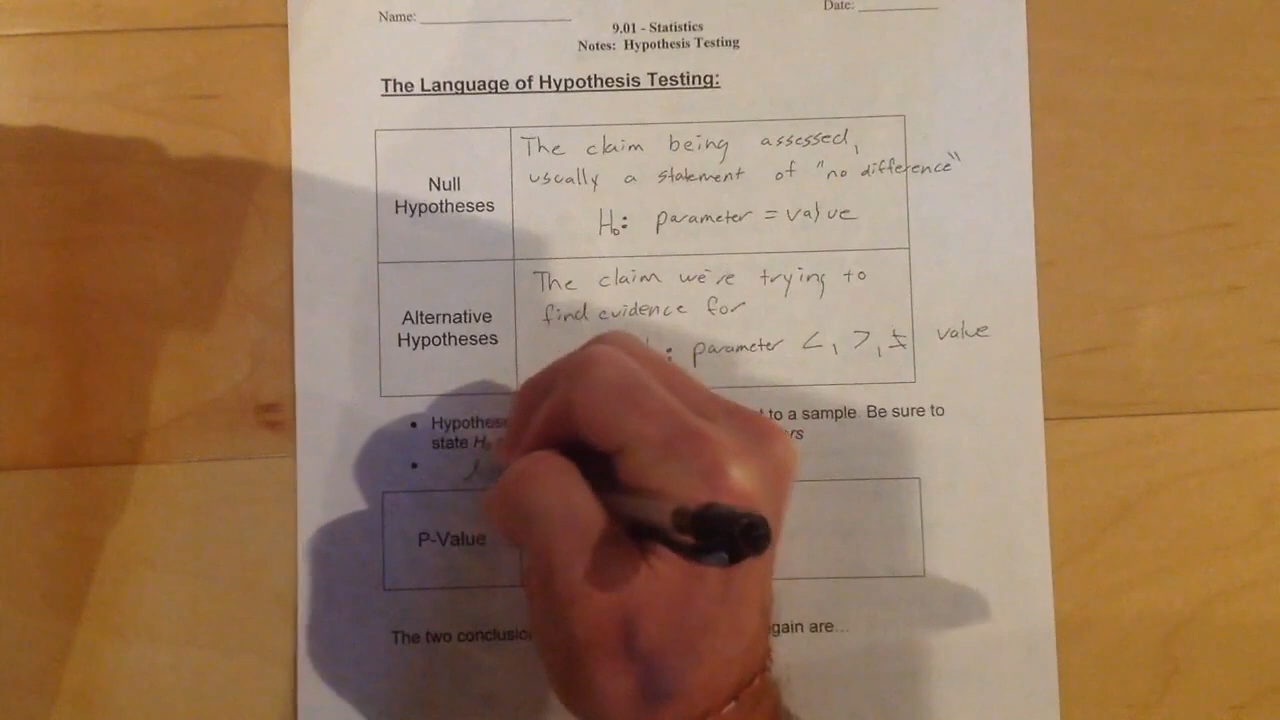 Name: ____________ Date: ________
9.01 - Statistics
Notes: Hypothesis Testing
The Language of Hypothesis Testing:
Null
Hypotheses
The claim being assessed,
usually a statement of "no difference"
H₀: parameter = value
Alternative
Hypotheses
The claim we're trying to
find evidence for
: parameter <, >, ≠ value
• to a sample. Be sure to
state H
•
P-Value
The two gain are...